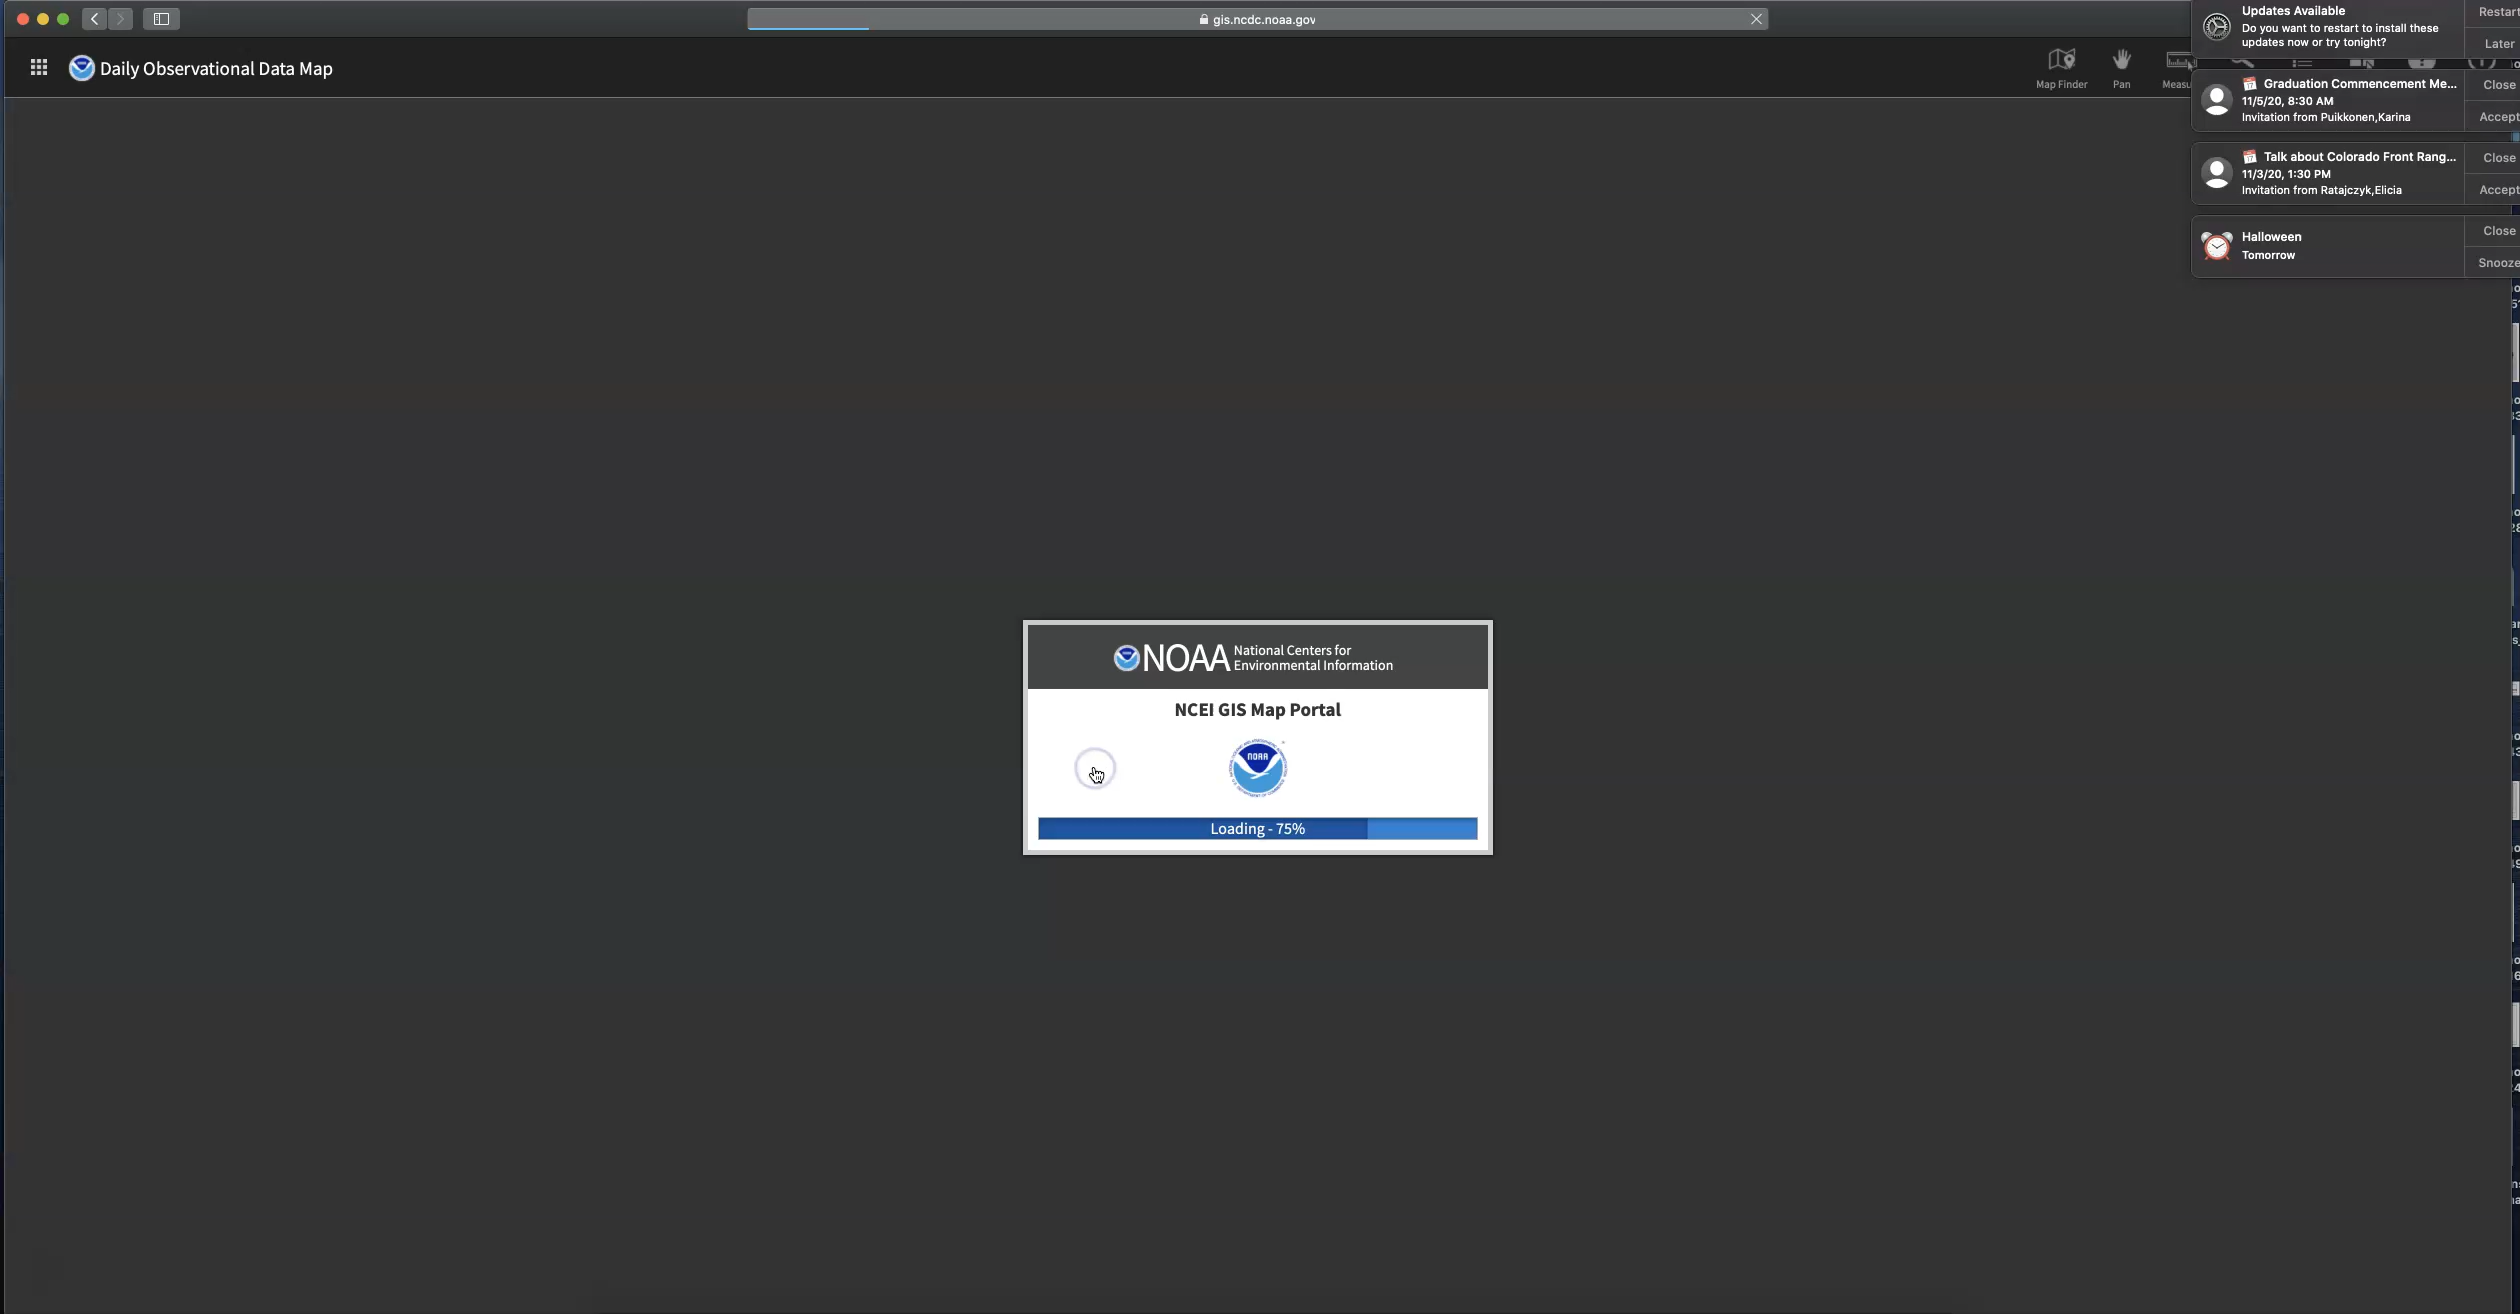 gis.ncdc.noaa.gov
Daily Observational Data Map
Map Finder
Pan
Updates Available
Do you want to restart to install these
updates now or try tonight?
Later
Graduation Commencement Me...
11/5/20, 8:30 AM
Invitation from Puikkonen,Karina
Close
Accept
Talk about Colorado Front Rang...
11/3/20, 1:30 PM
Invitation from Ratajczyk,Elicia
Close
Accept
Halloween
Tomorrow
Close
Snooze
NOAA National Centers for
Environmental Information
NCEI GIS Map Portal
NOAA
Loading - 75%